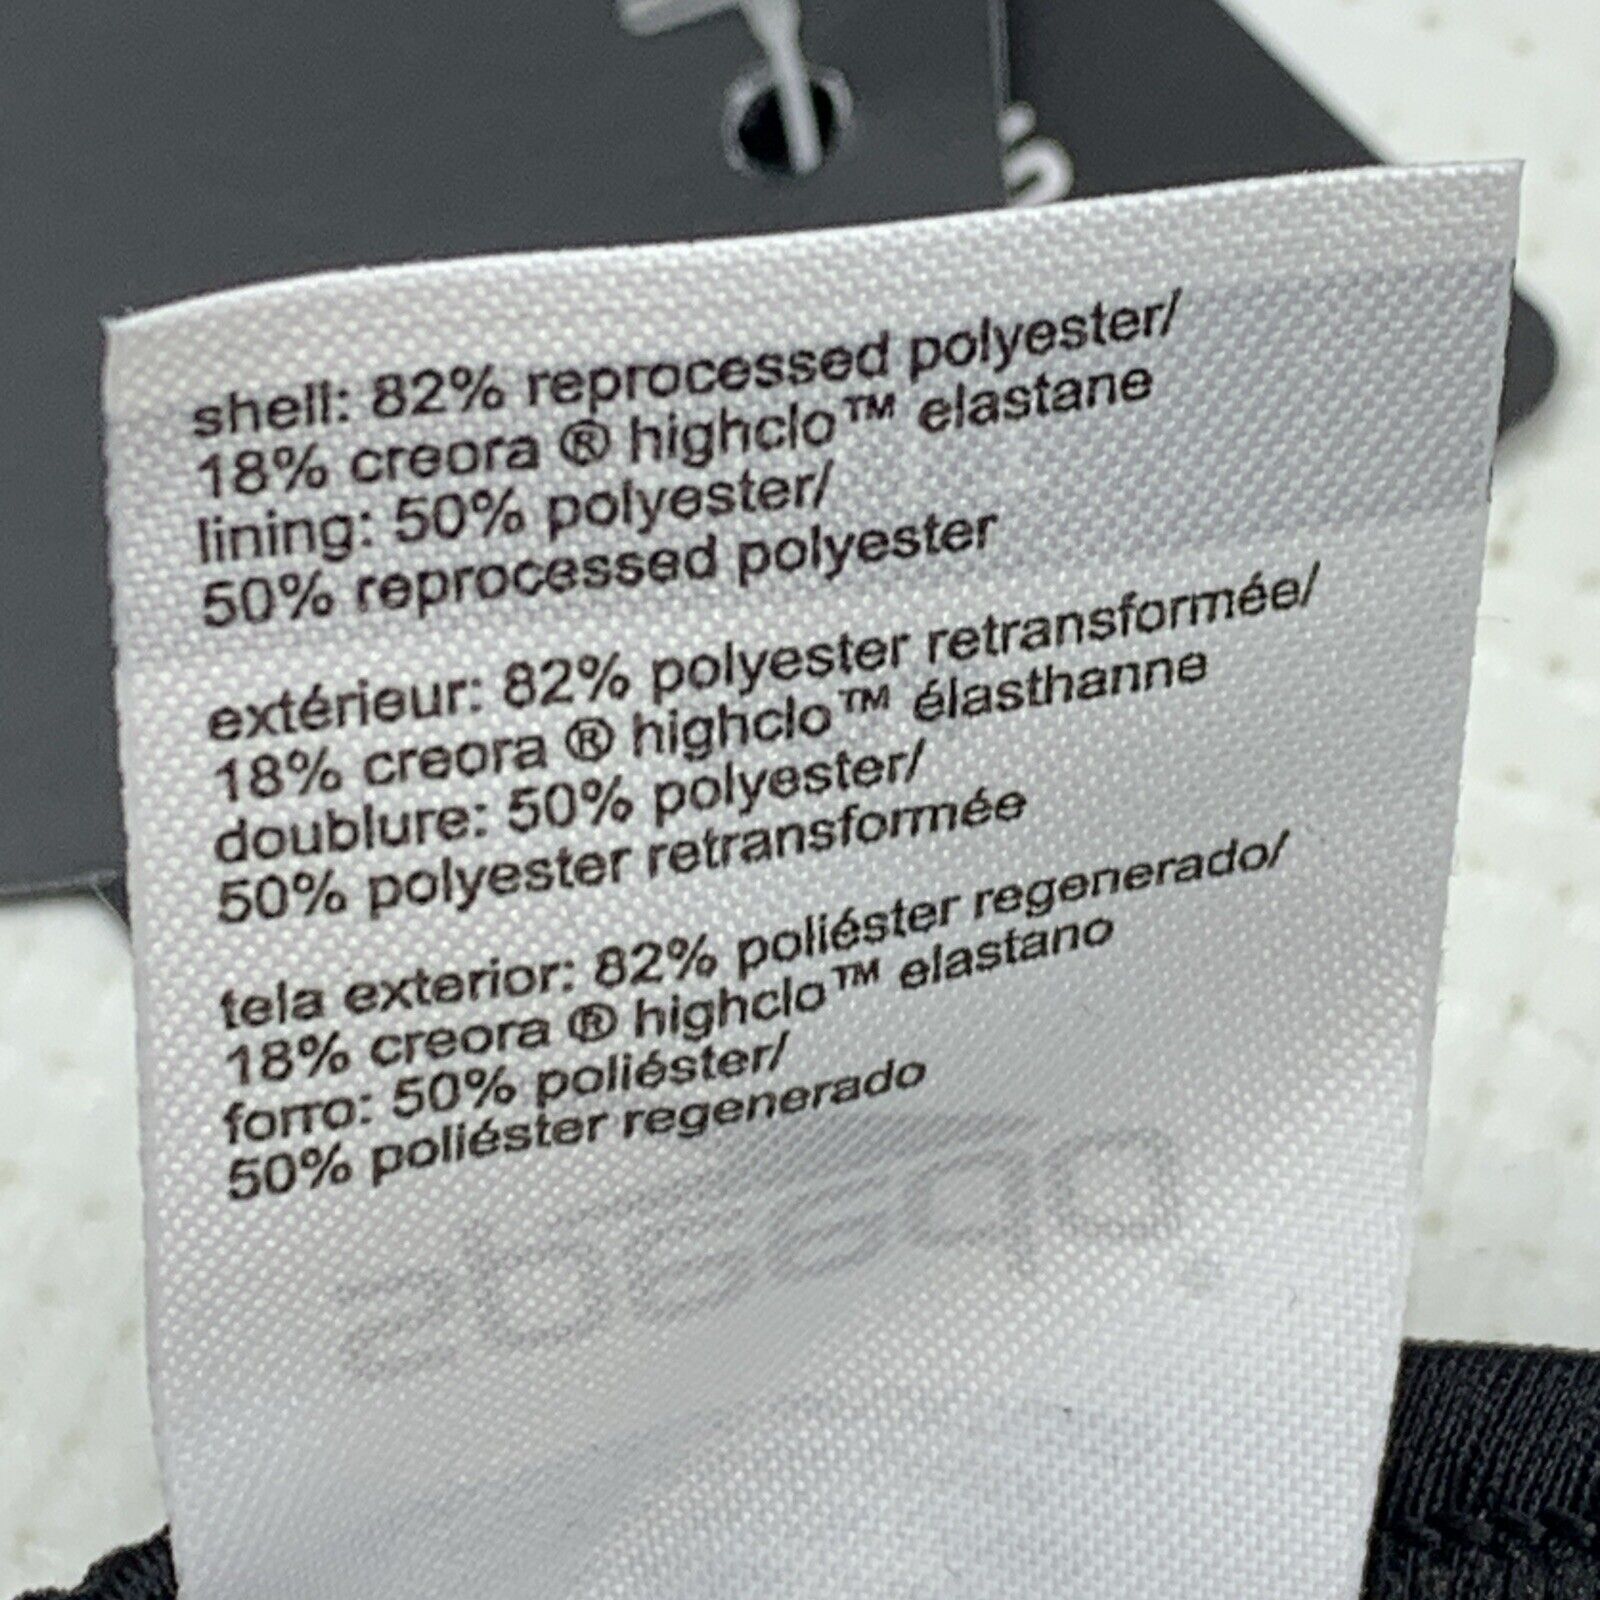 shell: 82% reprocessed polyester/
18% creora ® highclo™ elastane
lining: 50% polyester/
50% reprocessed polyester
extérieur: 82% polyester retransformée/
18% creora ® highclo™ élasthanne
doublure: 50% polyester/
50% polyester retransformée
tela exterior: 82% poliéster regenerado/
18% creora ® highclo™ elastano
forro: 50% poliéster/
50% poliéster regenerado